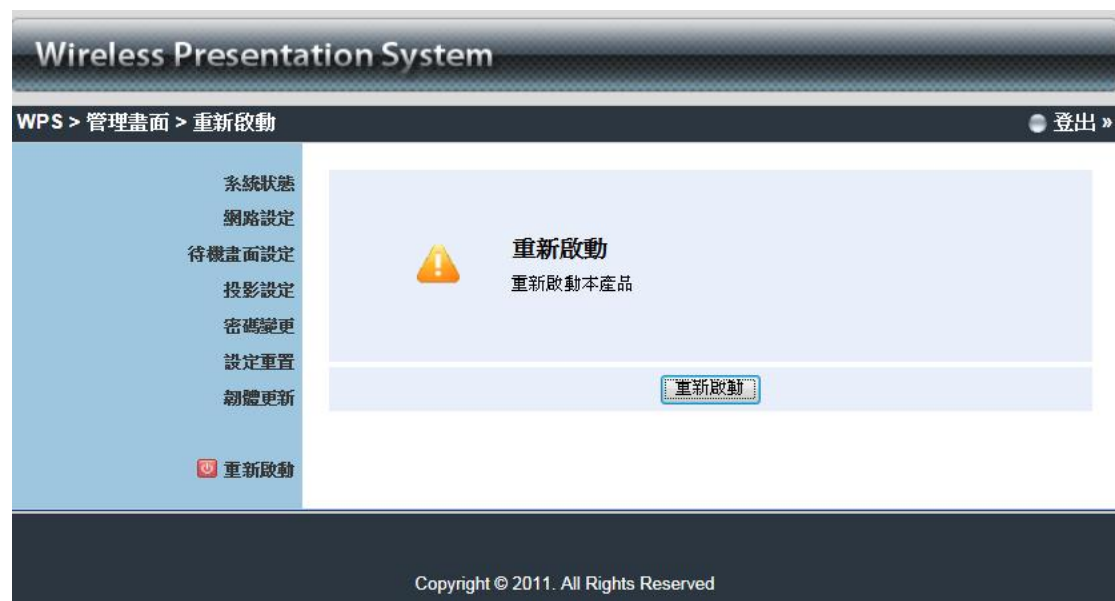 Wireless Presentation System
WPS > 管理畫面 > 重新啟動
登出 »
系統狀態
網路設定
待機畫面設定
投影設定
密碼變更
設定重置
韌體更新
重新啟動
重新啟動
重新啟動本產品
重新啟動
Copyright © 2011. All Rights Reserved